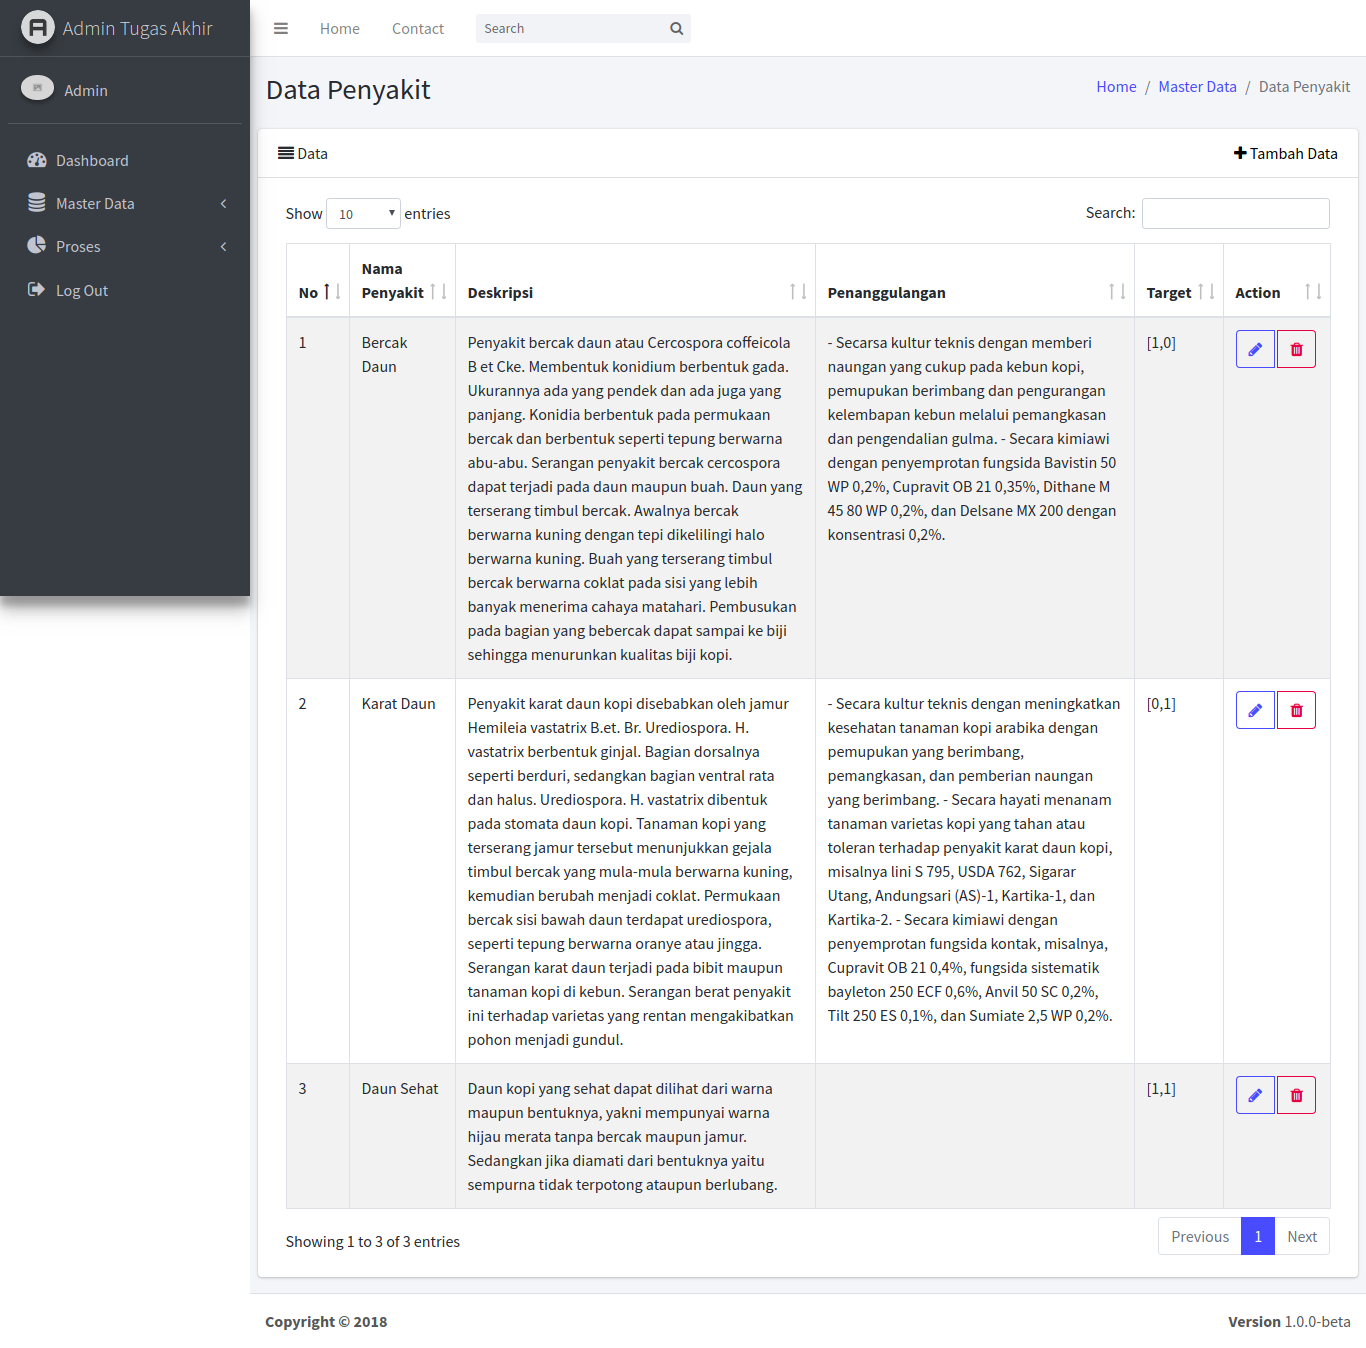 Admin Tugas Akhir
Home
Contact
Search
Admin
Dashboard
Master Data
Proses
Log Out
Data Penyakit
Home / Master Data / Data Penyakit
Data
Tambah Data
Show 10 entries
Search:
No
Nama
Penyakit
Deskripsi
Penanggulangan
Target
Action
1
Bercak
Daun
Penyakit bercak daun atau Cercospora coffeicola
B et Cke. Membentuk konidium berbentuk gada.
Ukurannya ada yang pendek dan ada juga yang
panjang. Konidia berbentuk pada permukaan
bercak dan berbentuk seperti tepung berwarna
abu-abu. Serangan penyakit bercak cercospora
dapat terjadi pada daun maupun buah. Daun yang
terserang timbul bercak. Awalnya bercak
berwarna kuning dengan tepi dikelilingi halo
berwarna kuning. Buah yang terserang timbul
bercak berwarna coklat pada sisi yang lebih
banyak menerima cahaya matahari. Pembusukan
pada bagian yang bebercak dapat sampai ke biji
sehingga menurunkan kualitas biji kopi.
- Secarsa kultur teknis dengan memberi
naungan yang cukup pada kebun kopi,
pemupukan berimbang dan pengurangan
kelembapan kebun melalui pemangkasan
dan pengendalian gulma. - Secara kimiawi
dengan penyemprotan fungsida Bavistin 50
WP 0,2%, Cupravit OB 21 0,35%, Dithane M
45 80 WP 0,2%, dan Delsane MX 200 dengan
konsentrasi 0,2%.
[1,0]
2
Karat Daun
Penyakit karat daun kopi disebabkan oleh jamur
Hemileia vastatrix B.et. Br. Urediospora. H.
vastatrix berbentuk ginjal. Bagian dorsalnya
seperti berduri, sedangkan bagian ventral rata
dan halus. Urediospora. H. vastatrix dibentuk
pada stomata daun kopi. Tanaman kopi yang
terserang jamur tersebut menunjukkan gejala
timbul bercak yang mula-mula berwarna kuning,
kemudian berubah menjadi coklat. Permukaan
bercak sisi bawah daun terdapat urediospora,
seperti tepung berwarna oranye atau jingga.
Serangan karat daun terjadi pada bibit maupun
tanaman kopi di kebun. Serangan berat penyakit
ini terhadap varietas yang rentan mengakibatkan
pohon menjadi gundul.
- Secara kultur teknis dengan meningkatkan
kesehatan tanaman kopi arabika dengan
pemupukan yang berimbang,
pemangkasan, dan pemberian naungan
yang berimbang. - Secara hayati menanam
tanaman varietas kopi yang tahan atau
toleran terhadap penyakit karat daun kopi,
misalnya lini S 795, USDA 762, Sigarar
Utang, Andungsari (AS)-1, Kartika-1, dan
Kartika-2. - Secara kimiawi dengan
penyemprotan fungsida kontak, misalnya,
Cupravit OB 21 0,4%, fungsida sistematik
bayleton 250 ECF 0,6%, Anvil 50 SC 0,2%,
Tilt 250 ES 0,1%, dan Sumiate 2,5 WP 0,2%.
[0,1]
3
Daun Sehat
Daun kopi yang sehat dapat dilihat dari warna
maupun bentuknya, yakni mempunyai warna
hijau merata tanpa bercak maupun jamur.
Sedangkan jika diamati dari bentuknya yaitu
sempurna tidak terpotong ataupun berlubang.
[1,1]
Showing 1 to 3 of 3 entries
Previous 1 Next
Copyright © 2018
Version 1.0.0-beta